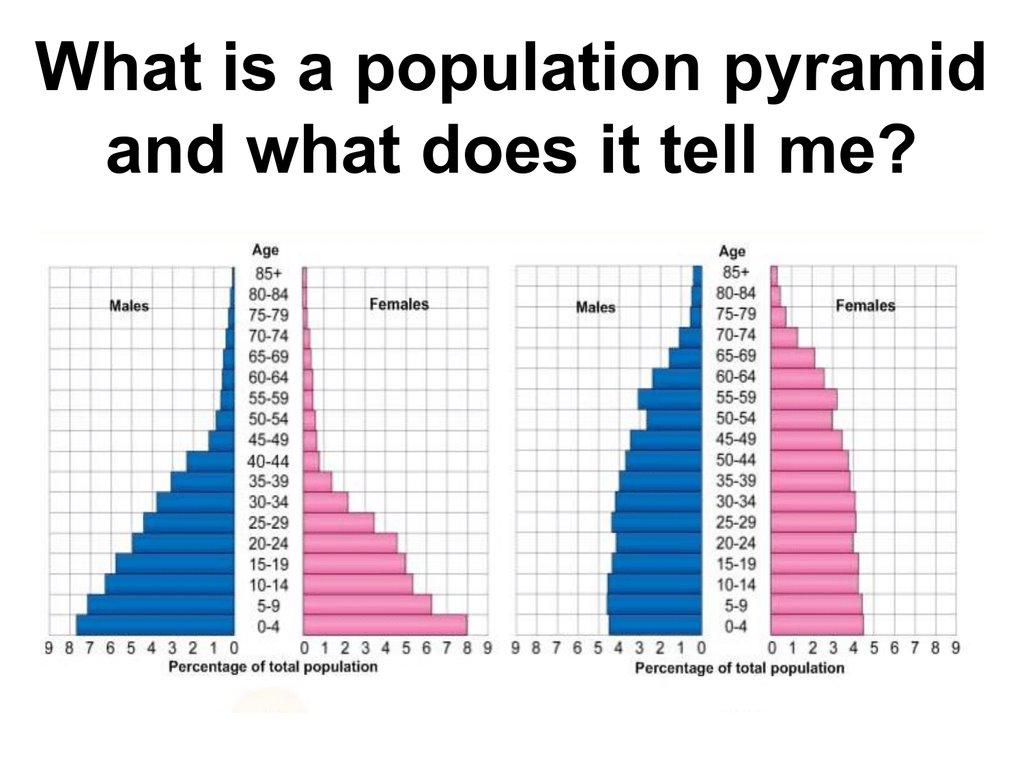 What is a population pyramid
and what does it tell me?
Age
Males
Females
85+
80-84
75-79
70-74
65-69
60-64
55-59
50-54
45-49
40-44
35-39
30-34
25-29
20-24
15-19
10-14
5-9
0-4
9 8 7 6 5 4 3 2 1 0
0 1 2 3 4 5 6 7 8 9
Percentage of total population
Age
Males
Females
85+
80-84
75-79
70-74
65-69
60-64
55-59
50-54
45-49
50-44
35-39
30-34
25-29
20-24
15-19
10-14
5-9
0-4
9 8 7 6 5 4 3 2 1 0
0 1 2 3 4 5 6 7 8 9
Percentage of total population